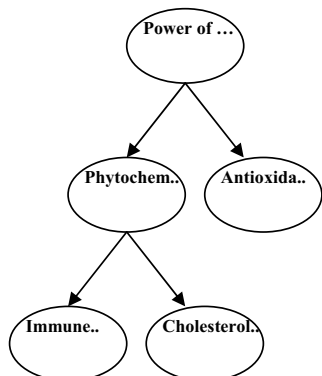 Power of …
Phytochem..
Antioxida..
Immune..
Cholesterol..